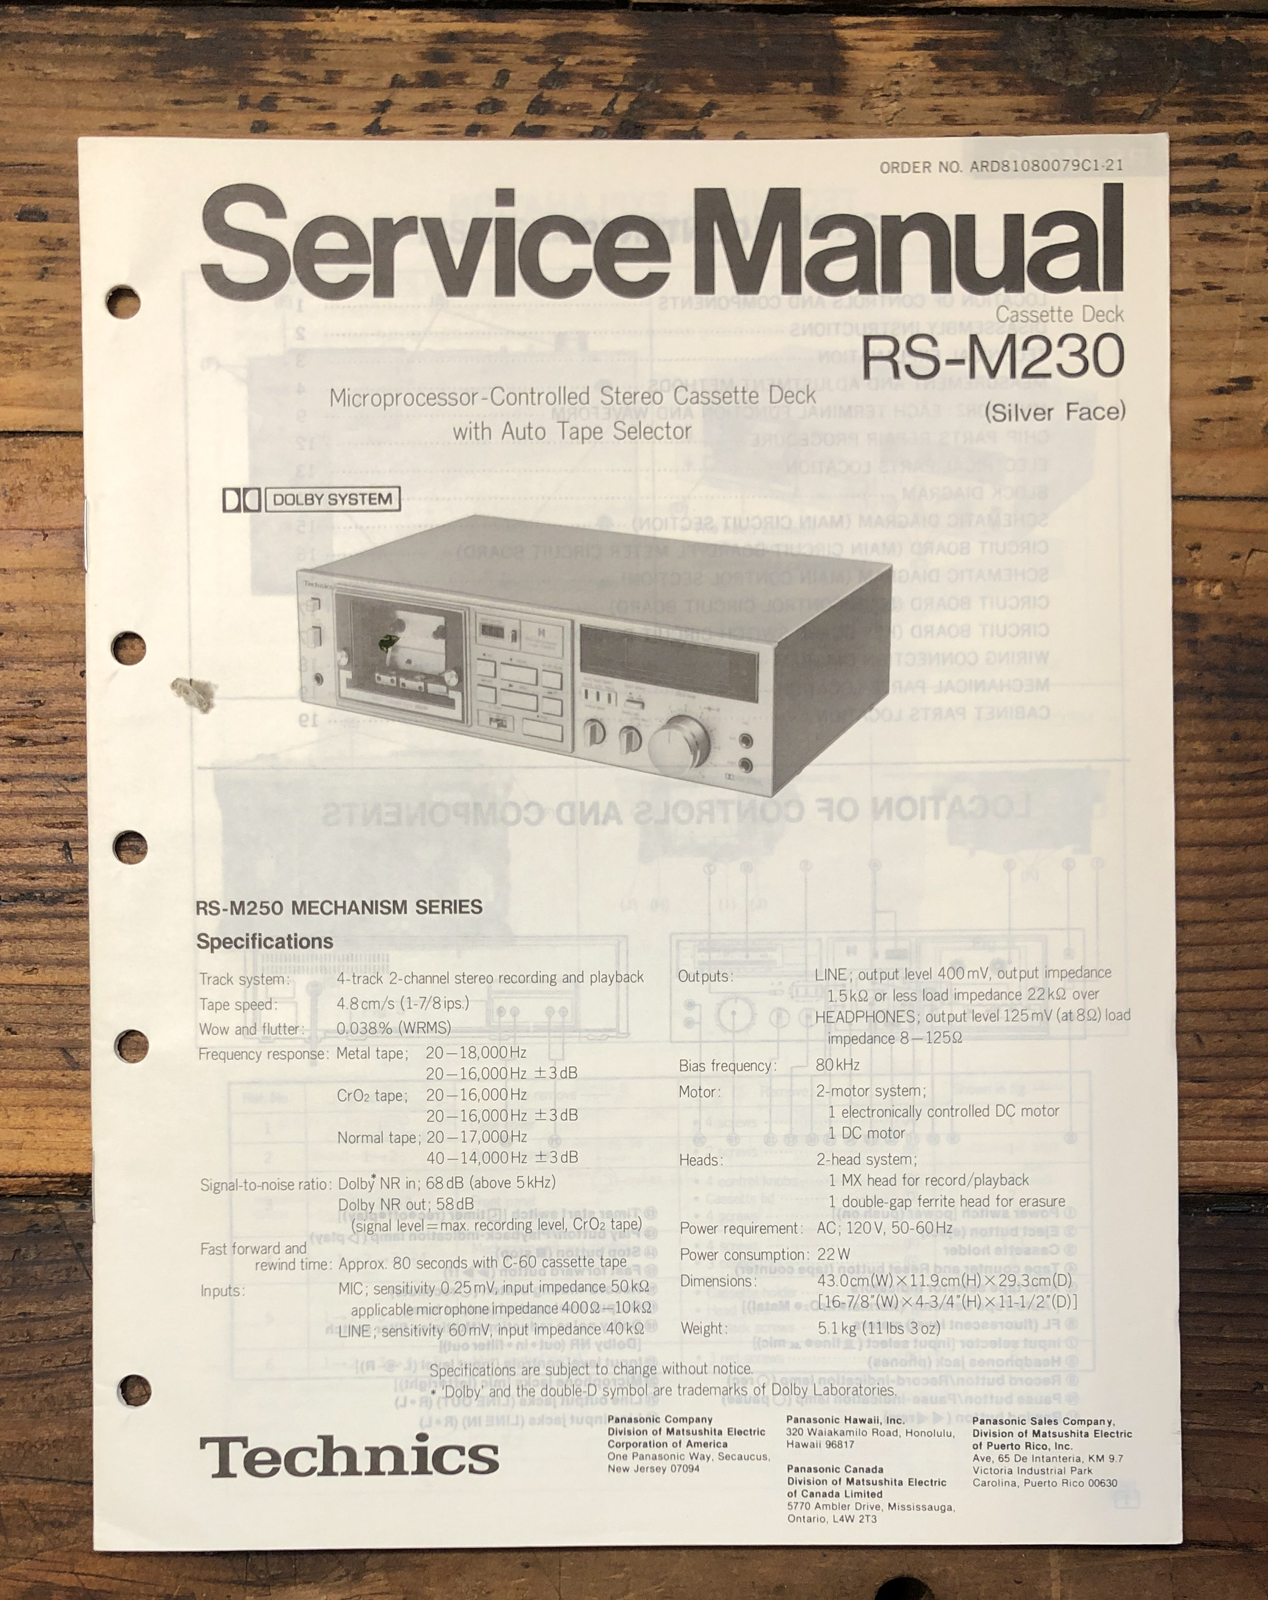 ORDER NO. ARD81080079C1-21
Service Manual
Cassette Deck
RS-M230
(Silver Face)
Microprocessor-Controlled Stereo Cassette Deck
with Auto Tape Selector
DOLBY SYSTEM
Technics
RS-M250 MECHANISM SERIES
Specifications
Track system: 4-track 2-channel stereo recording and playback
Tape speed: 4.8cm/s (1-7/8ips.)
Wow and flutter: 0.038% (WRMS)
Frequency response: Metal tape; 20–18,000Hz
20–16,000Hz ±3dB
CrO₂ tape; 20–16,000Hz
20–16,000Hz ±3dB
Normal tape; 20–17,000Hz
40–14,000Hz ±3dB
Signal-to-noise ratio: Dolby* NR in; 68dB (above 5kHz)
Dolby NR out; 58dB
(signal level=max. recording level, CrO₂ tape)
Fast forward and
rewind time: Approx. 80 seconds with C-60 cassette tape
Inputs: MIC; sensitivity 0.25mV, input impedance 50kΩ
applicable microphone impedance 400Ω–10kΩ
LINE; sensitivity 60mV, input impedance 40kΩ
Outputs: LINE; output level 400mV, output impedance
1.5kΩ or less load impedance 22kΩ over
HEADPHONES; output level 125mV (at 8Ω) load
impedance 8–125Ω
Bias frequency: 80kHz
Motor: 2-motor system;
1 electronically controlled DC motor
1 DC motor
Heads: 2-head system;
1 MX head for record/playback
1 double-gap ferrite head for erasure
Power requirement: AC; 120V, 50-60Hz
Power consumption: 22W
Dimensions: 43.0cm(W)×11.9cm(H)×29.3cm(D)
[16-7/8"(W)×4-3/4"(H)×11-1/2"(D)]
Weight: 5.1kg (11lbs 3oz)
Specifications are subject to change without notice.
* 'Dolby' and the double-D symbol are trademarks of Dolby Laboratories.
Technics
Panasonic Company
Division of Matsushita Electric
Corporation of America
One Panasonic Way, Secaucus,
New Jersey 07094
Panasonic Hawaii, Inc.
320 Waiakamilo Road, Honolulu,
Hawaii 96817
Panasonic Canada
Division of Matsushita Electric
of Canada Limited
5770 Ambler Drive, Mississauga,
Ontario, L4W 2T3
Panasonic Sales Company,
Division of Matsushita Electric
of Puerto Rico, Inc.
Ave, 65 De Intanteria, KM 9.7
Victoria Industrial Park
Carolina, Puerto Rico 00630